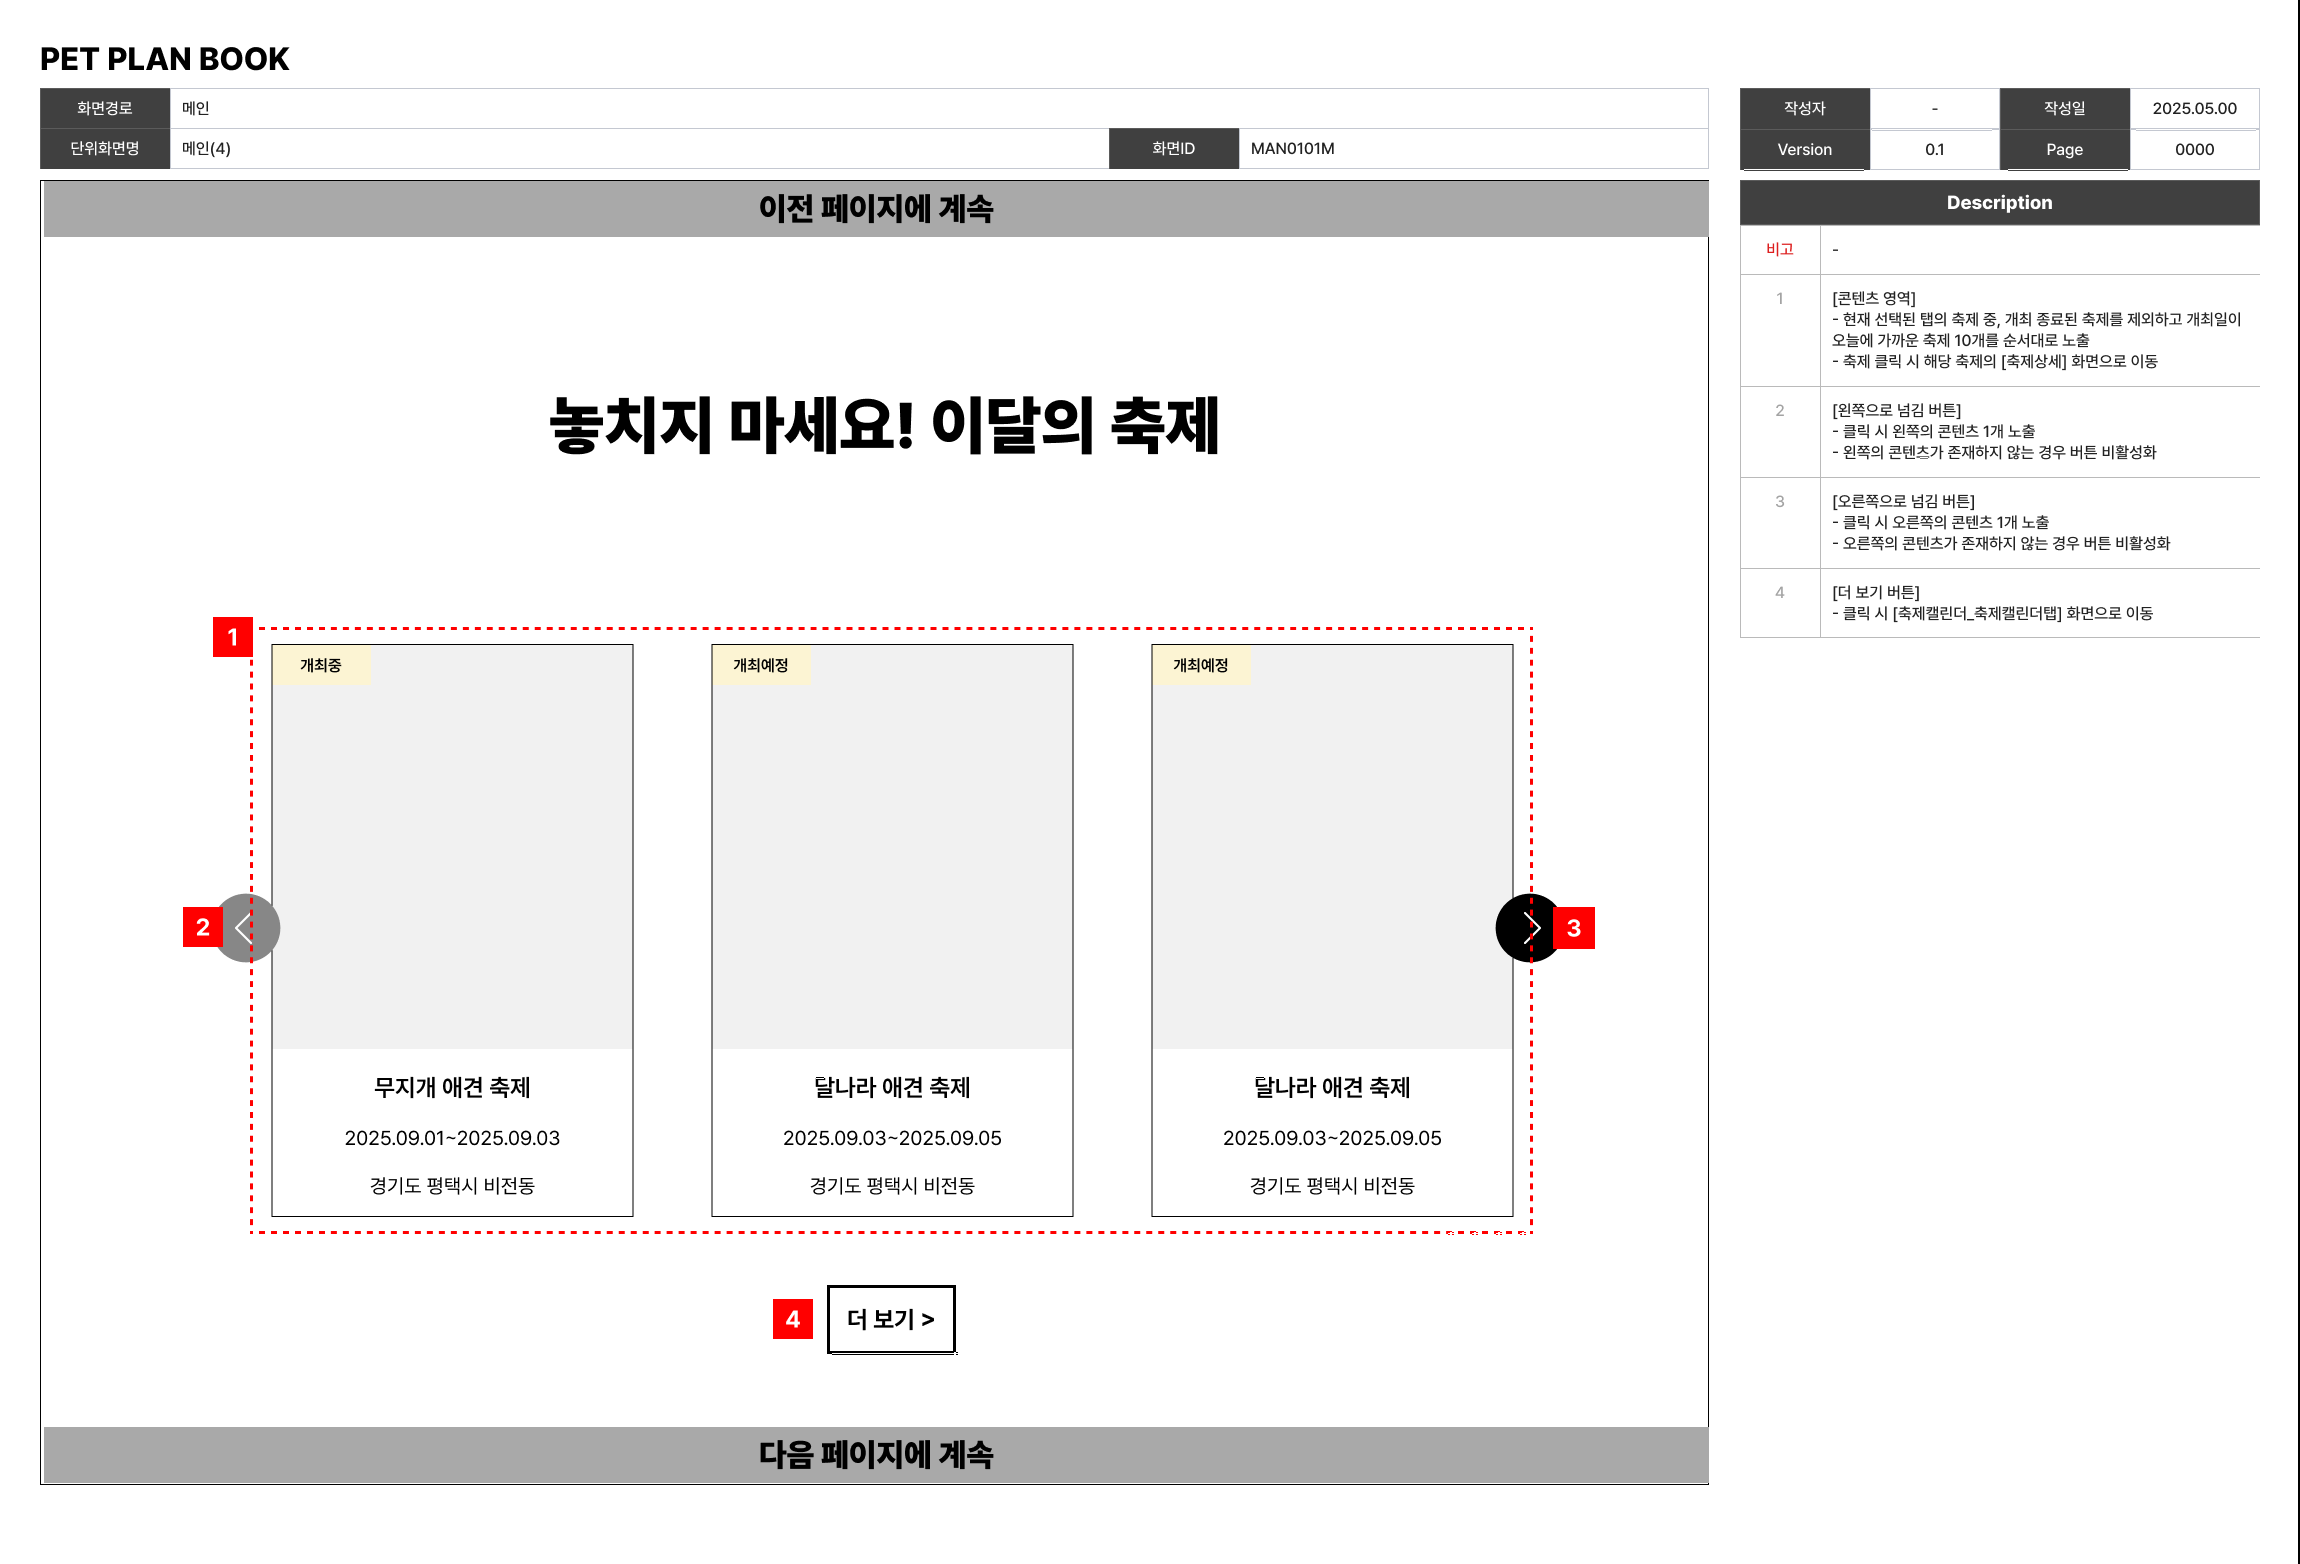 PET PLAN BOOK
화면경로 메인
단위화면명 메인(4) 화면ID MAN0101M
작성자 - 작성일 2025.05.00
Version 0.1 Page 0000
이전 페이지에 계속
놓치지 마세요! 이달의 축제
1
개최중 개최예정 개최예정
2 3
무지개 애견 축제 달나라 애견 축제 달나라 애견 축제
2025.09.01~2025.09.03 2025.09.03~2025.09.05 2025.09.03~2025.09.05
경기도 평택시 비전동 경기도 평택시 비전동 경기도 평택시 비전동
4 더 보기 >
다음 페이지에 계속
Description
비고 -
1 [콘텐츠 영역]
- 현재 선택된 탭의 축제 중, 개최 종료된 축제를 제외하고 개최일이
오늘에 가까운 축제 10개를 순서대로 노출
- 축제 클릭 시 해당 축제의 [축제상세] 화면으로 이동
2 [왼쪽으로 넘김 버튼]
- 클릭 시 왼쪽의 콘텐츠 1개 노출
- 왼쪽의 콘텐츠가 존재하지 않는 경우 버튼 비활성화
3 [오른쪽으로 넘김 버튼]
- 클릭 시 오른쪽의 콘텐츠 1개 노출
- 오른쪽의 콘텐츠가 존재하지 않는 경우 버튼 비활성화
4 [더 보기 버튼]
- 클릭 시 [축제캘린더_축제캘린더탭] 화면으로 이동